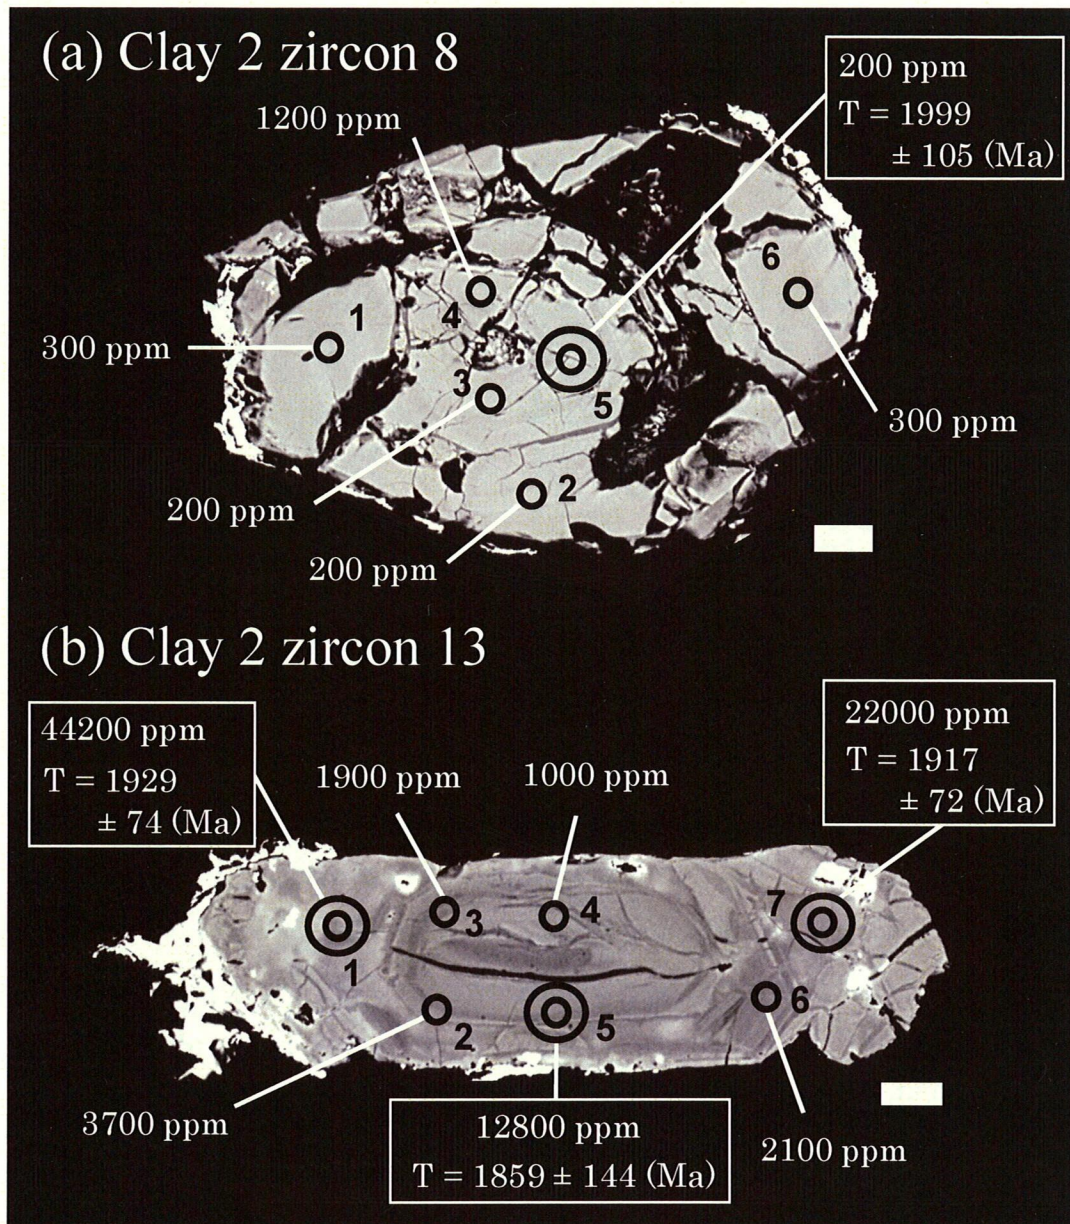 (a) Clay 2 zircon 8
200 ppm
T = 1999
± 105 (Ma)
1200 ppm
6
1
4
300 ppm
3
5
300 ppm
2
200 ppm
200 ppm
(b) Clay 2 zircon 13
44200 ppm
T = 1929
± 74 (Ma)
1900 ppm
1000 ppm
22000 ppm
T = 1917
± 72 (Ma)
3
4
7
1
2
5
6
3700 ppm
12800 ppm
T = 1859 ± 144 (Ma)
2100 ppm